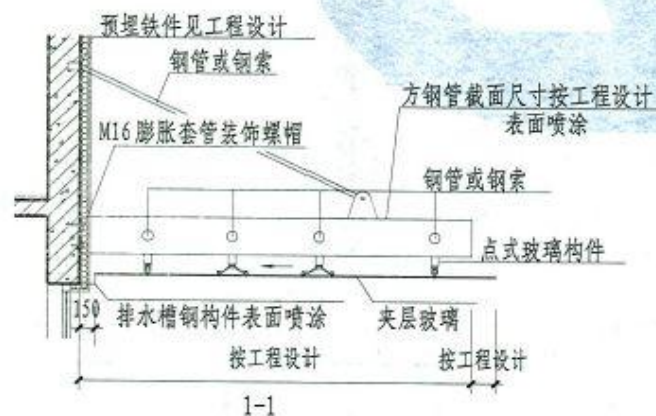 预埋铁件见工程设计
钢管或钢索
方钢管截面尺寸按工程设计
表面喷涂
M16膨胀套管装饰螺帽
钢管或钢索
点式玻璃构件
150
排水槽钢构件表面喷涂
夹层玻璃
按工程设计
按工程设计
1-1